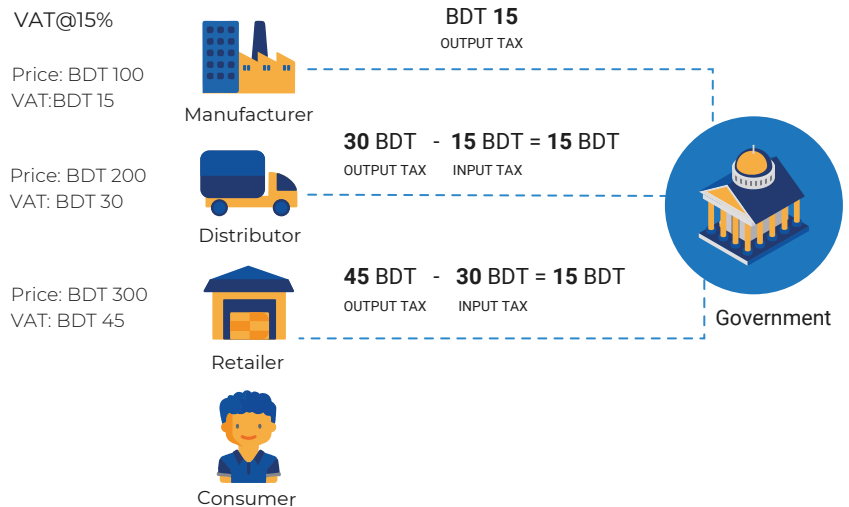 VAT@15%
BDT 15
OUTPUT TAX
Price: BDT 100
VAT:BDT 15
Manufacturer
30 BDT - 15 BDT = 15 BDT
OUTPUT TAX INPUT TAX
Price: BDT 200
VAT: BDT 30
Distributor
45 BDT - 30 BDT = 15 BDT
OUTPUT TAX INPUT TAX
Price: BDT 300
VAT: BDT 45
Government
Retailer
Consumer